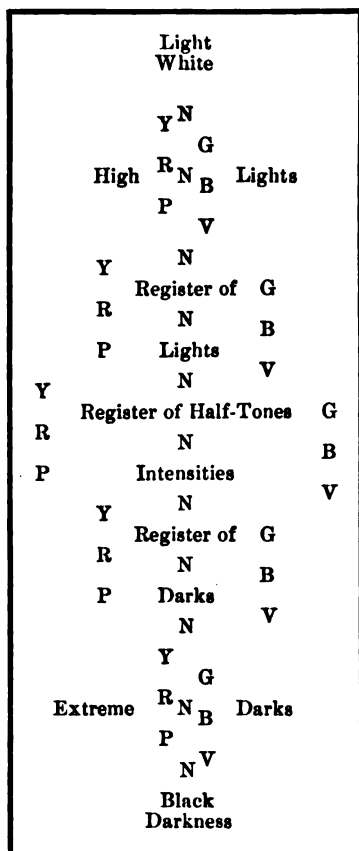 Light
White
Y N
G
High R N B Lights
P
V
N
Y
Register of G
R N B
P Lights
V
N
Y
Register of Half-Tones G
R N
B
P Intensities
V
N
Y
Register of G
R N B
P Darks
V
N
Y
G
Extreme R N B Darks
P
V
N
Black
Darkness